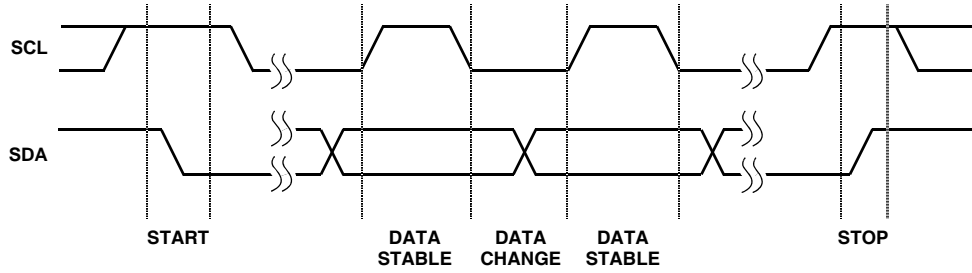 SCL
SDA
START
DATA
STABLE
DATA
CHANGE
DATA
STABLE
STOP